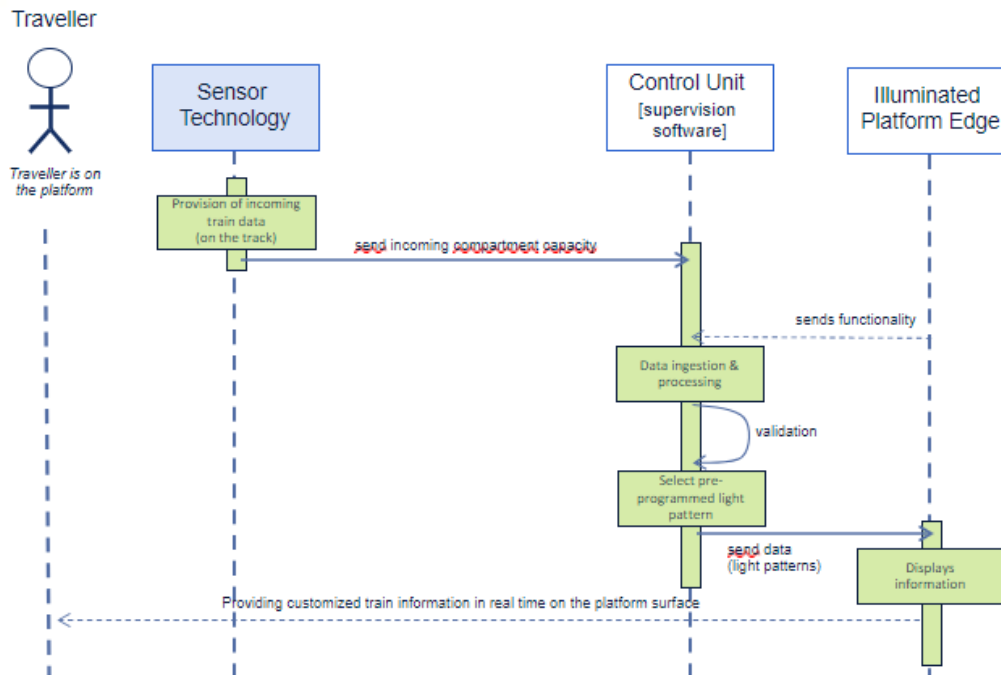 Traveller
Traveller is on
the platform
Sensor
Technology
Control Unit
[supervision
software]
Illuminated
Platform Edge
Provision of incoming
train data
(on the track)
send incoming compartment capacity
sends functionality
Data ingestion &
processing
validation
Select pre-
programmed light
pattern
send data
(light patterns)
Displays
information
Providing customized train information in real time on the platform surface